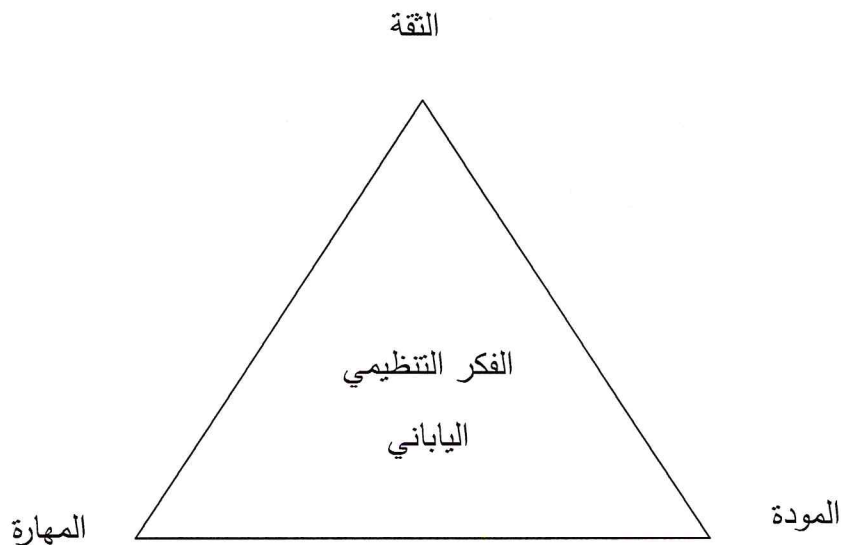 الثقة
الفكر التنظيمي
الياباني
المودة
المهارة